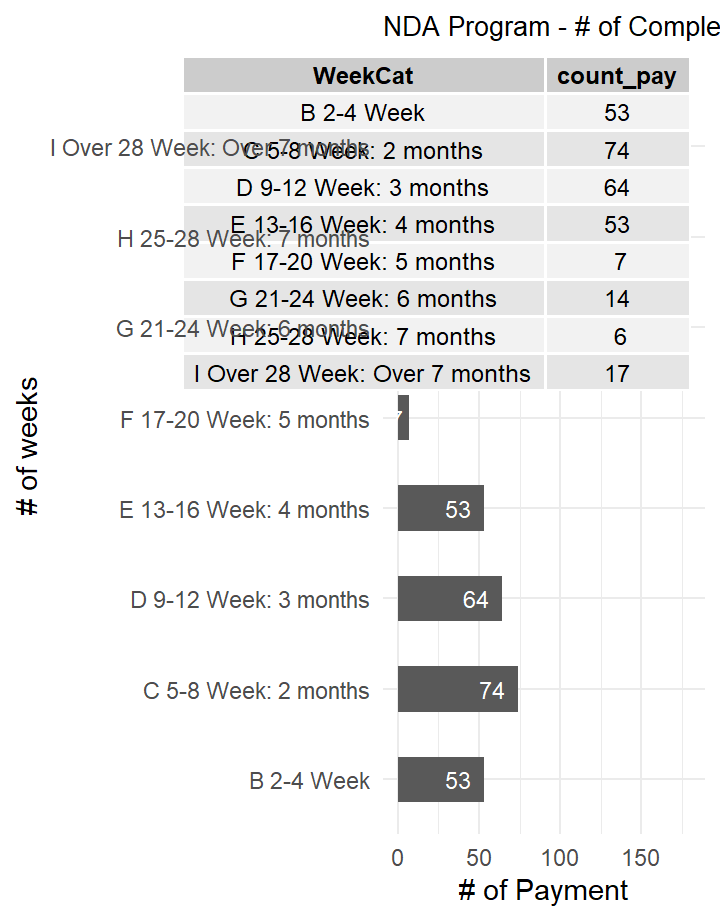 NDA Program - # of Comple
WeekCat count_pay
B 2-4 Week 53
C 5-8 Week: 2 months 74
D 9-12 Week: 3 months 64
E 13-16 Week: 4 months 53
F 17-20 Week: 5 months 7
G 21-24 Week: 6 months 14
H 25-28 Week: 7 months 6
I Over 28 Week: Over 7 months 17
# of weeks
I Over 28 Week: Over 7 months
H 25-28 Week: 7 months
G 21-24 Week: 6 months
F 17-20 Week: 5 months 7
E 13-16 Week: 4 months 53
D 9-12 Week: 3 months 64
C 5-8 Week: 2 months 74
B 2-4 Week 53
0 50 100 150
# of Payment